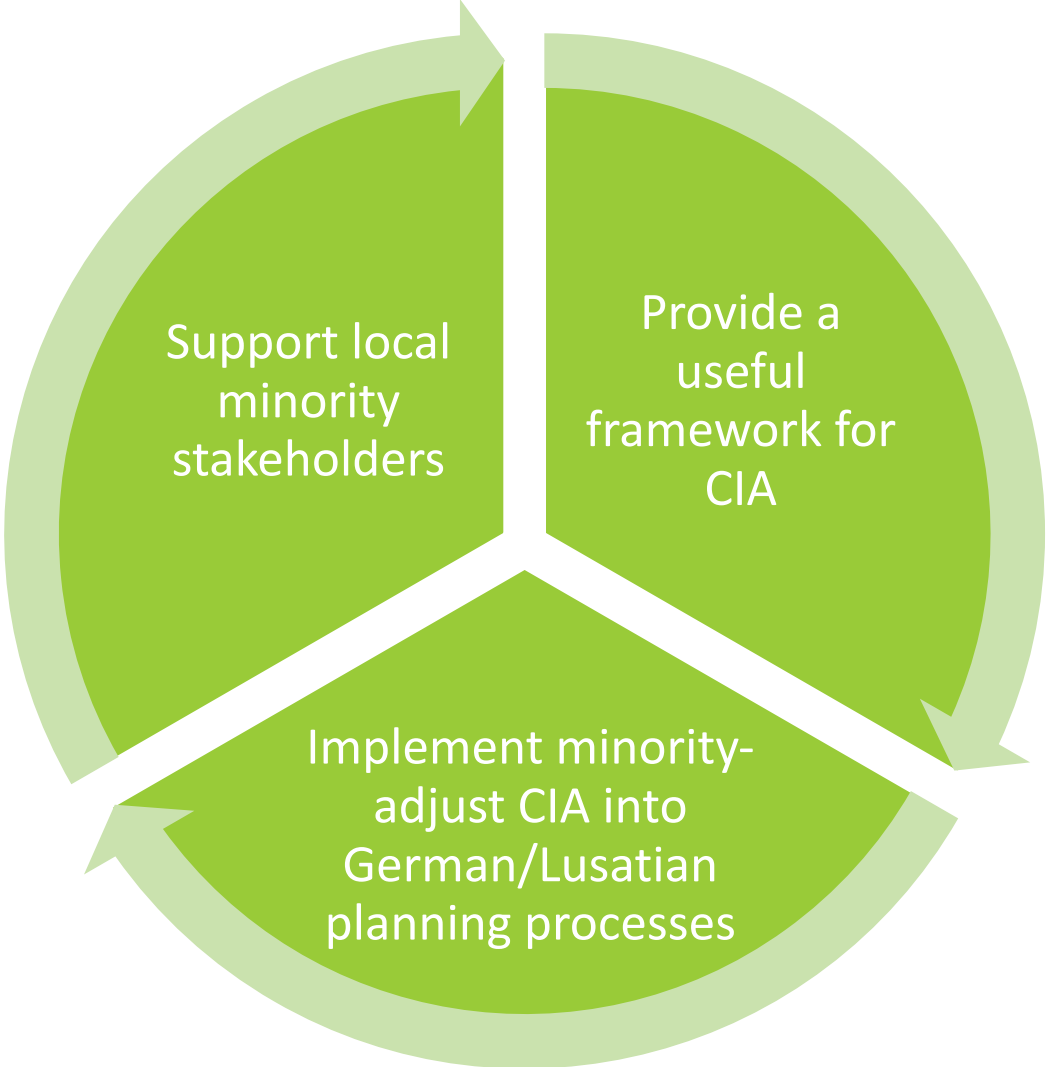 Support local
minority
stakeholders
Provide a
useful
framework for
CIA
Implement minority-
adjust CIA into
German/Lusatian
planning processes